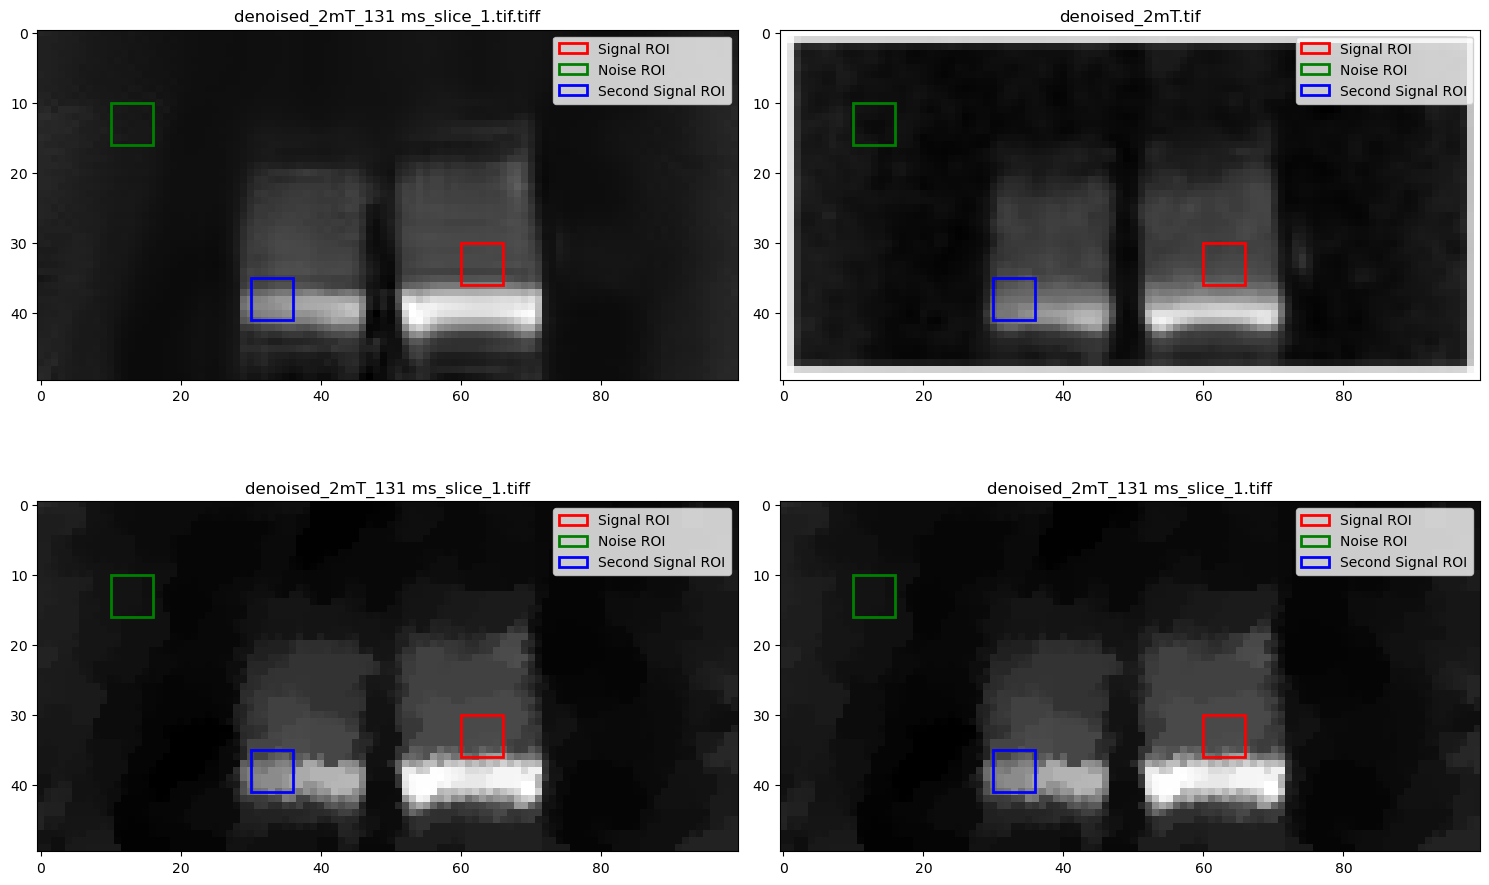 denoised_2mT_131 ms_slice_1.tif.tiff
Signal ROI
Noise ROI
Second Signal ROI
0
10
20
30
40
0
20
40
60
80
denoised_2mT.tif
Signal ROI
Noise ROI
Second Signal ROI
0
10
20
30
40
0
20
40
60
80
denoised_2mT_131 ms_slice_1.tiff
Signal ROI
Noise ROI
Second Signal ROI
0
10
20
30
40
0
20
40
60
80
denoised_2mT_131 ms_slice_1.tiff
Signal ROI
Noise ROI
Second Signal ROI
0
10
20
30
40
0
20
40
60
80